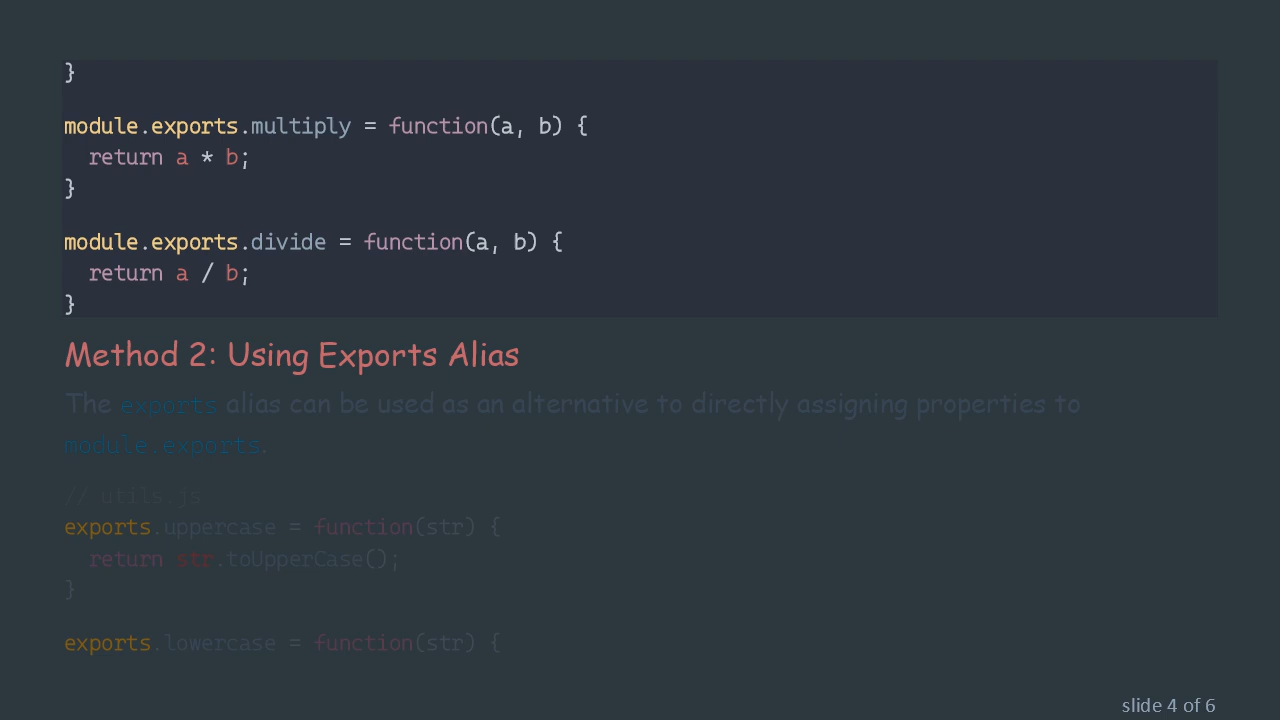 }
module.exports.multiply = function(a, b) {
  return a * b;
}
module.exports.divide = function(a, b) {
  return a / b;
}
Method 2: Using Exports Alias
The exports alias can be used as an alternative to directly assigning properties to
module.exports.
// utils.js
exports.uppercase = function(str) {
  return str.toUpperCase();
}
exports.lowercase = function(str) {
slide 4 of 6